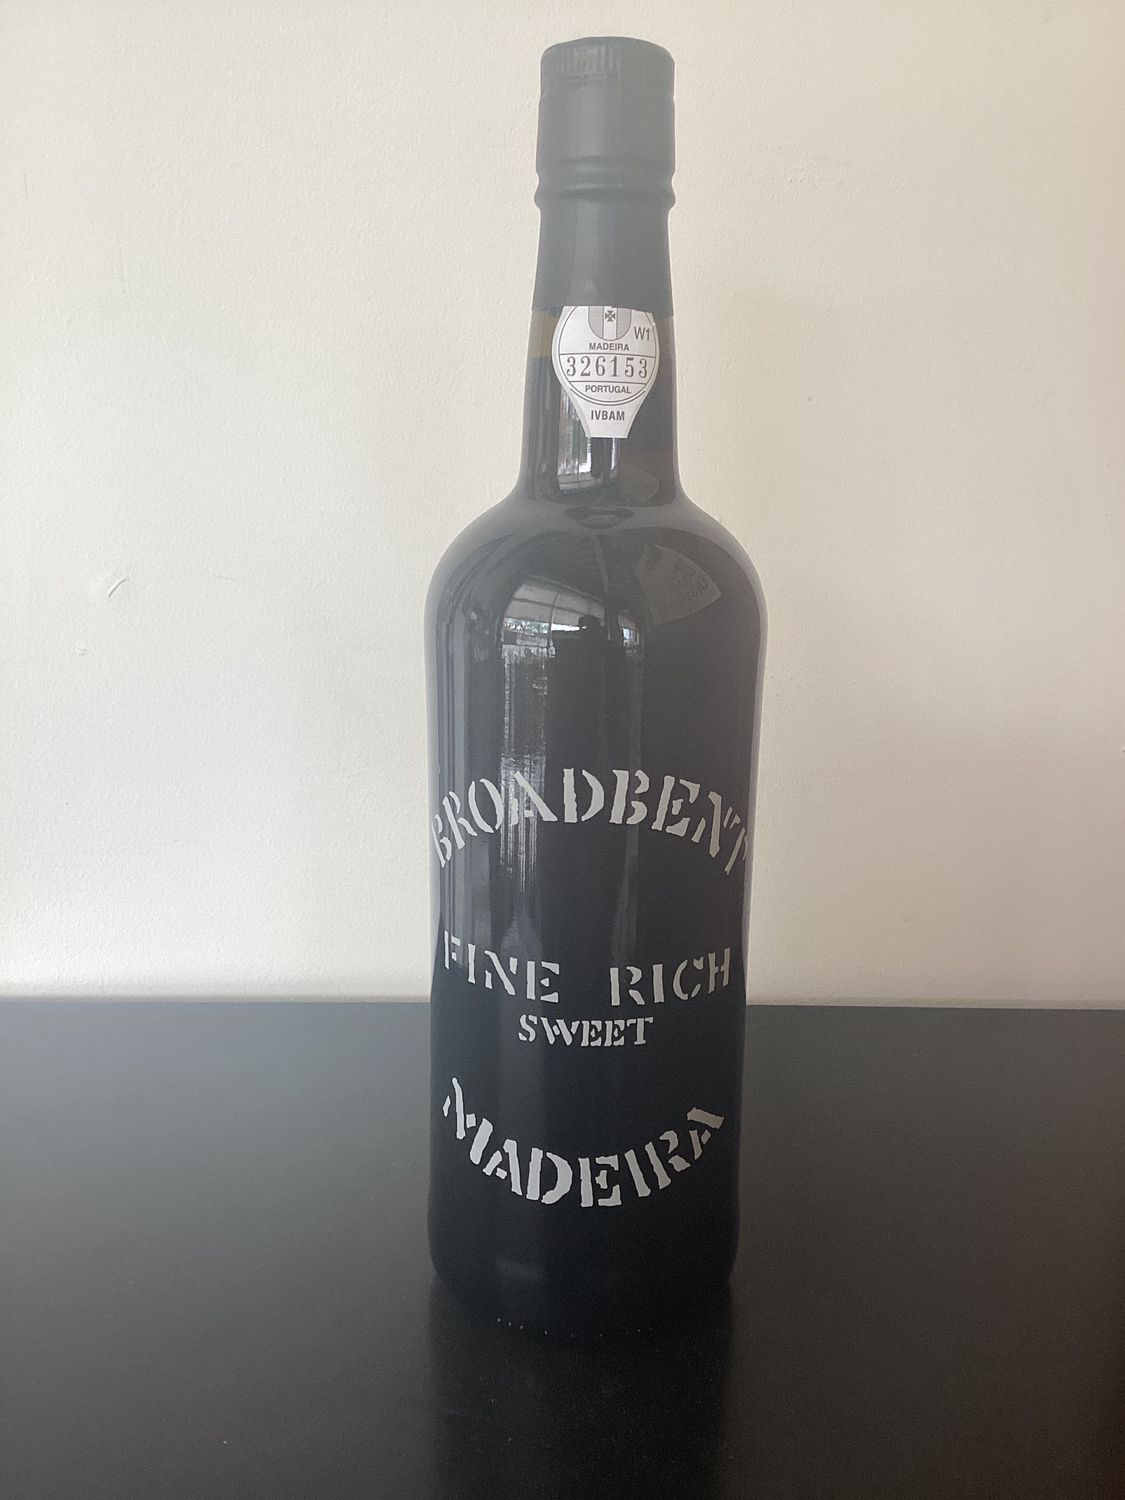 W1
MADEIRA
326153
PORTUGAL
IVBAM
BROADBENT
FINE RICH
SWEET
MADEIRA